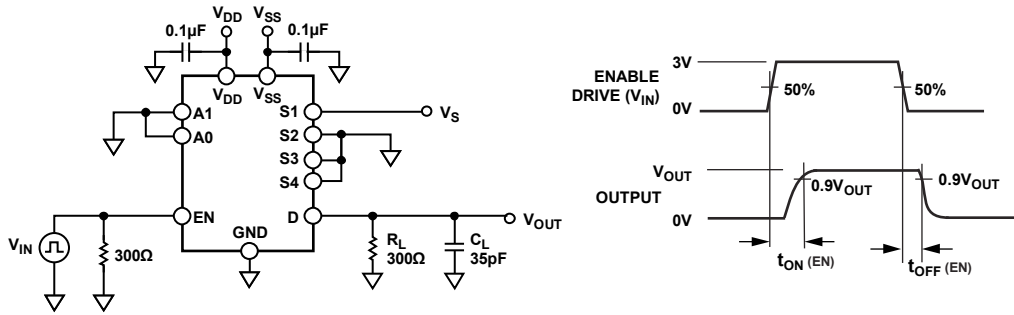 VDD
VSS
0.1µF
0.1µF
VDD
VSS
A1
A0
S1
S2
S3
S4
VS
EN
D
GND
VIN
300Ω
RL
300Ω
CL
35pF
VOUT
3V
ENABLE
DRIVE (VIN)
0V
50%
50%
VOUT
OUTPUT
0V
0.9VOUT
0.9VOUT
tON (EN)
tOFF (EN)